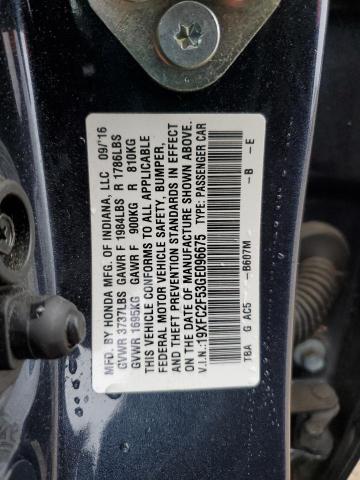 MFD. BY HONDA MFG. OF INDIANA, LLC 09/'16
GVWR 3737LBS GAWR F 1984LBS R 1786LBS
GVWR 1695KG GAWR F 900KG R 810KG
THIS VEHICLE CONFORMS TO ALL APPLICABLE
FEDERAL MOTOR VEHICLE SAFETY, BUMPER,
AND THEFT PREVENTION STANDARDS IN EFFECT
ON THE DATE OF MANUFACTURE SHOWN ABOVE.
V.I.N.:19XFC2F53GE096675 TYPE: PASSENGER CAR
TBA G AC5 -B607M -B -E